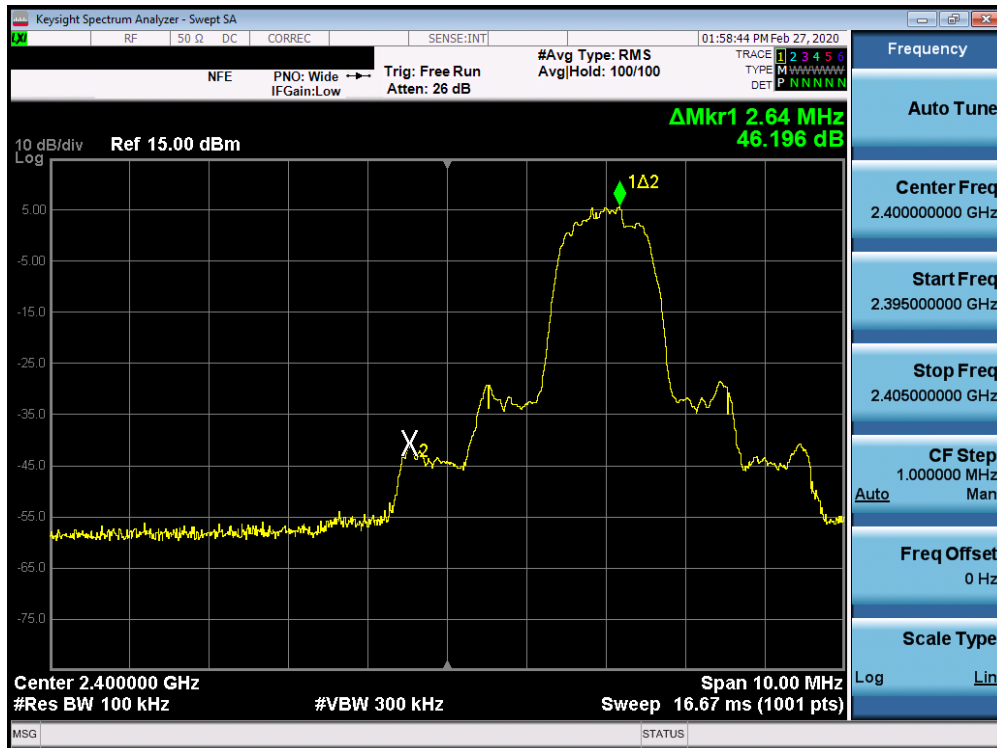 Keysight Spectrum Analyzer - Swept SA
LXI RF 50 Ω DC CORREC SENSE:INT 01:58:44 PM Feb 27, 2020
NFE PNO: Wide Trig: Free Run #Avg Type: RMS TRACE 1 2 3 4 5 6
IFGain:Low Atten: 26 dB Avg|Hold: 100/100 TYPE M WWWWW
DET P N N N N N
ΔMkr1 2.64 MHz
46.196 dB
10 dB/div Ref 15.00 dBm
Log
1Δ2
5.00
-5.00
-15.0
-25.0
-35.0
X2
-45.0
-55.0
-65.0
-75.0
Center 2.400000 GHz Span 10.00 MHz
#Res BW 100 kHz #VBW 300 kHz Sweep 16.67 ms (1001 pts)
MSG STATUS
Frequency
Auto Tune
Center Freq
2.400000000 GHz
Start Freq
2.395000000 GHz
Stop Freq
2.405000000 GHz
CF Step
1.000000 MHz
Auto Man
Freq Offset
0 Hz
Scale Type
Log Lin